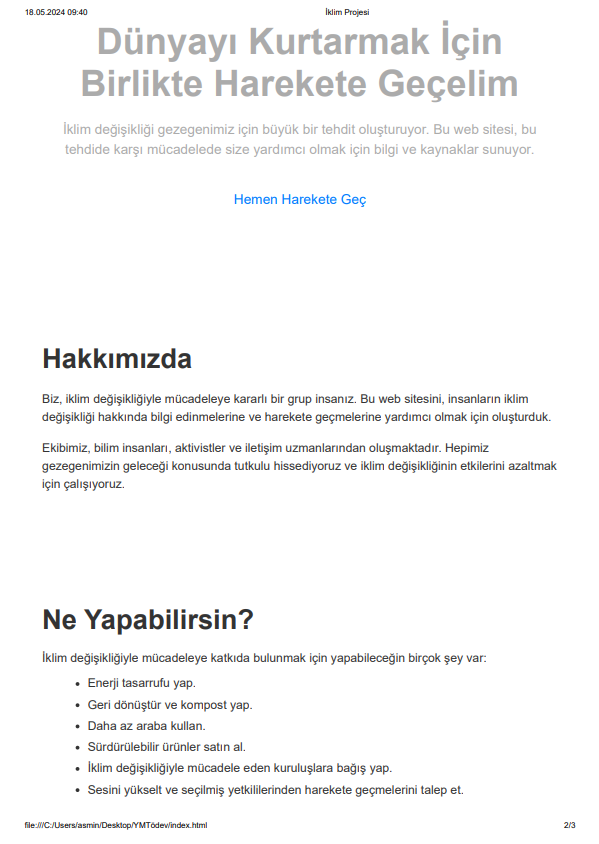 18.05.2024 09:40 İklim Projesi
Dünyayı Kurtarmak İçin
Birlikte Harekete Geçelim
İklim değişikliği gezegenimiz için büyük bir tehdit oluşturuyor. Bu web sitesi, bu
tehdide karşı mücadelede size yardımcı olmak için bilgi ve kaynaklar sunuyor.
Hemen Harekete Geç
Hakkımızda
Biz, iklim değişikliğiyle mücadeleye kararlı bir grup insanız. Bu web sitesini, insanların iklim
değişikliği hakkında bilgi edinmelerine ve harekete geçmelerine yardımcı olmak için oluşturduk.
Ekibimiz, bilim insanları, aktivistler ve iletişim uzmanlarından oluşmaktadır. Hepimiz
gezegenimizin geleceği konusunda tutkulu hissediyoruz ve iklim değişikliğinin etkilerini azaltmak
için çalışıyoruz.
Ne Yapabilirsin?
İklim değişikliğiyle mücadeleye katkıda bulunmak için yapabileceğin birçok şey var:
• Enerji tasarrufu yap.
• Geri dönüştür ve kompost yap.
• Daha az araba kullan.
• Sürdürülebilir ürünler satın al.
• İklim değişikliğiyle mücadele eden kuruluşlara bağış yap.
• Sesini yükselt ve seçilmiş yetkililerinden harekete geçmelerini talep et.
file:///C:/Users/asmin/Desktop/YMTödev/index.html 2/3